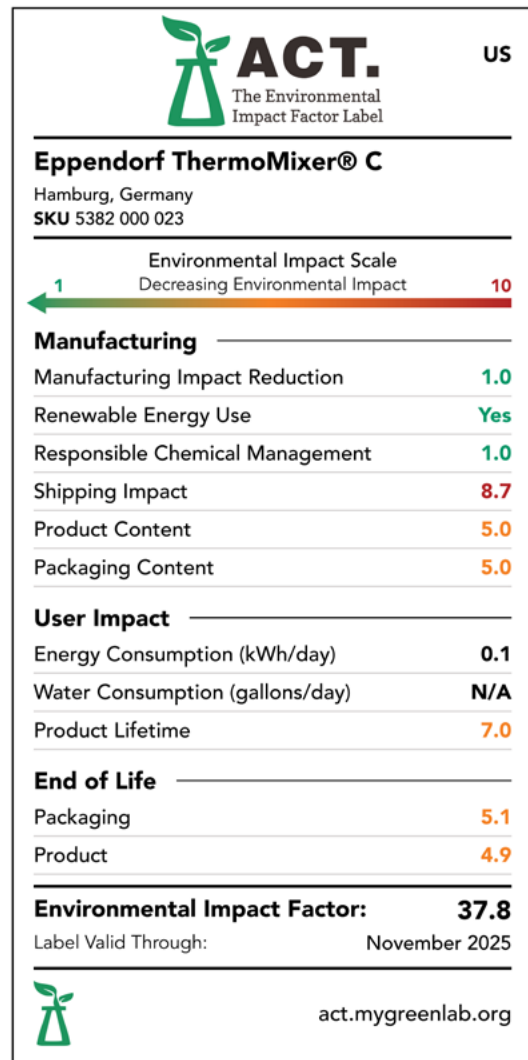 ACT.
US
The Environmental
Impact Factor Label
Eppendorf ThermoMixer® C
Hamburg, Germany
SKU 5382 000 023
Environmental Impact Scale
1 Decreasing Environmental Impact 10
Manufacturing
Manufacturing Impact Reduction 1.0
Renewable Energy Use Yes
Responsible Chemical Management 1.0
Shipping Impact 8.7
Product Content 5.0
Packaging Content 5.0
User Impact
Energy Consumption (kWh/day) 0.1
Water Consumption (gallons/day) N/A
Product Lifetime 7.0
End of Life
Packaging 5.1
Product 4.9
Environmental Impact Factor: 37.8
Label Valid Through: November 2025
act.mygreenlab.org